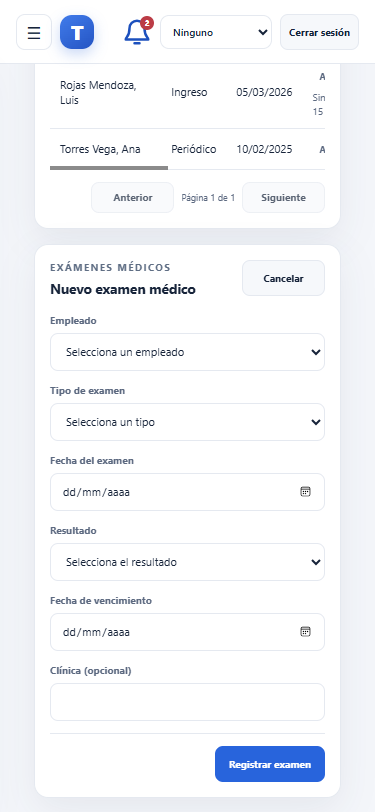 ☰
T
2
Ninguno
Cerrar sesión
Rojas Mendoza, Luis
Ingreso
05/03/2026
A
Sin
15
Torres Vega, Ana
Periódico
10/02/2025
A
Anterior
Página 1 de 1
Siguiente
EXÁMENES MÉDICOS
Nuevo examen médico
Cancelar
Empleado
Selecciona un empleado
Tipo de examen
Selecciona un tipo
Fecha del examen
dd/mm/aaaa
Resultado
Selecciona el resultado
Fecha de vencimiento
dd/mm/aaaa
Clínica (opcional)
Registrar examen